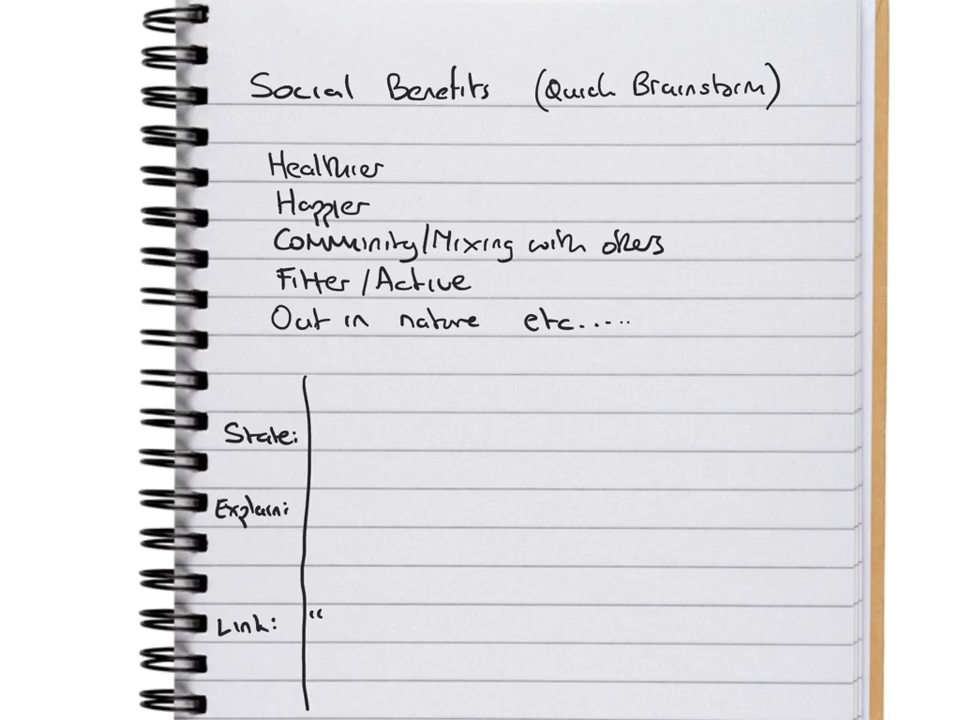 Social Benefits (Quick Brainstorm)
Healthier
Happier
Community/Mixing with others
Fitter/Active
Out in nature etc.....
State:
Explain:
Link: "